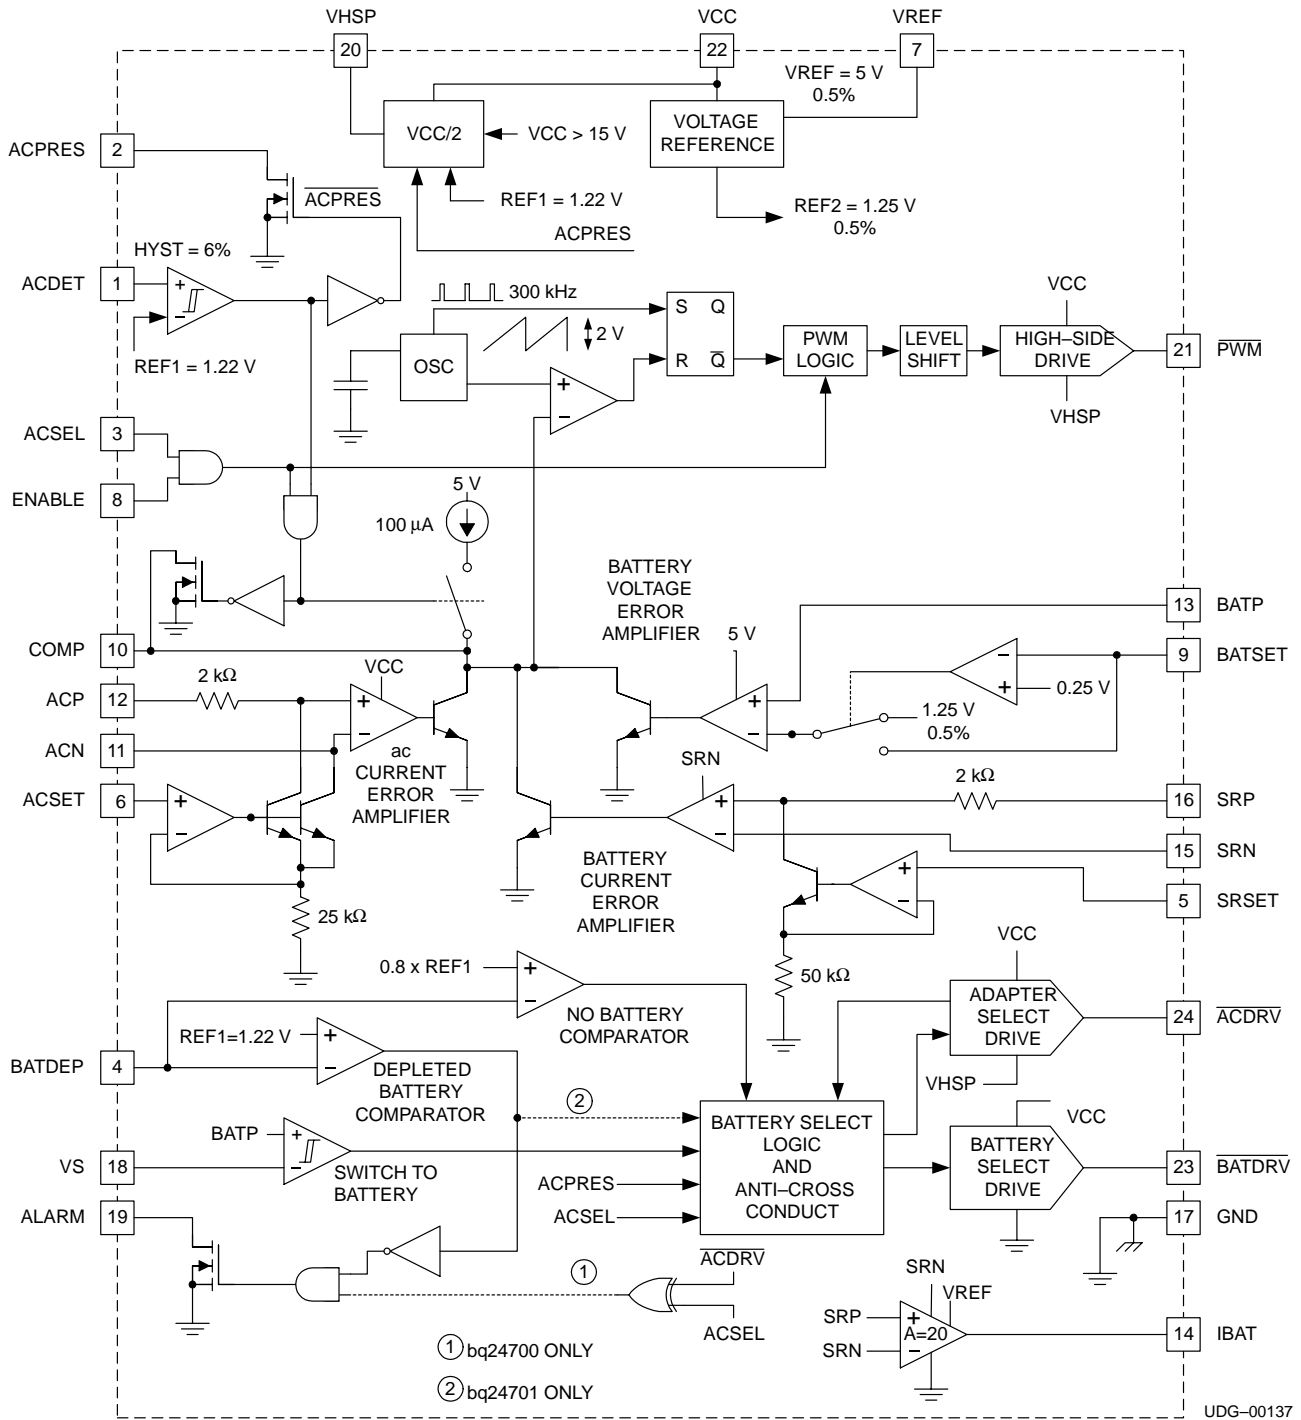 VHSP
VCC
VREF
20
22
7
VREF = 5 V
0.5%
VCC/2
VCC > 15 V
VOLTAGE
REFERENCE
ACPRES
2
ACPRES
REF1 = 1.22 V
REF2 = 1.25 V
0.5%
ACPRES
HYST = 6%
ACDET
1
+
–
REF1 = 1.22 V
300 kHz
2 V
OSC
S Q
R Q
+
–
PWM
LOGIC
LEVEL
SHIFT
VCC
HIGH–SIDE
DRIVE
VHSP
21
PWM
ACSEL
3
ENABLE
8
5 V
100 µA
BATTERY
VOLTAGE
ERROR
AMPLIFIER
5 V
13
BATP
COMP
10
9
BATSET
–
+
0.25 V
1.25 V
0.5%
+
–
ACP
12
2 kΩ
VCC
+
–
ACN
11
ac
CURRENT
ERROR
AMPLIFIER
ACSET
6
+
–
25 kΩ
SRN
+
–
BATTERY
CURRENT
ERROR
AMPLIFIER
2 kΩ
16
SRP
15
SRN
5
SRSET
+
–
50 kΩ
0.8 x REF1
+
–
NO BATTERY
COMPARATOR
REF1=1.22 V
+
–
BATDEP
4
DEPLETED
BATTERY
COMPARATOR
VCC
ADAPTER
SELECT
DRIVE
VHSP
24
ACDRV
2
BATP
+
–
VS
18
SWITCH TO
BATTERY
BATTERY SELECT
LOGIC
AND
ANTI–CROSS
CONDUCT
ACPRES
ACSEL
VCC
BATTERY
SELECT
DRIVE
23
BATDRV
ALARM
19
17
GND
1
ACDRV
ACSEL
SRN
VREF
SRP
+
A=20
SRN
–
14
IBAT
1 bq24700 ONLY
2 bq24701 ONLY
UDG–00137